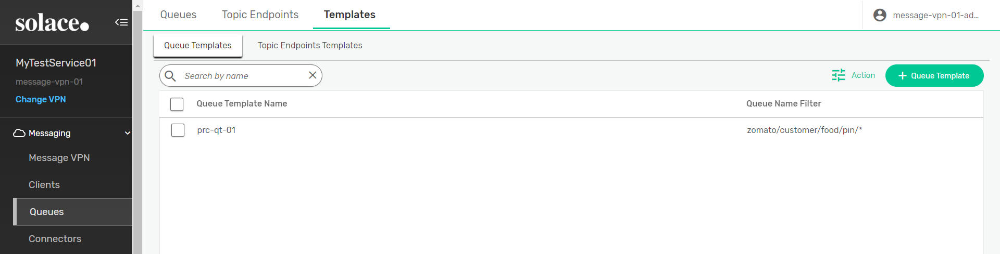 solace.
MyTestService01
message-vpn-01
Change VPN
Messaging
Message VPN
Clients
Queues
Connectors
Queues Topic Endpoints Templates
message-vpn-01-ad...
Queue Templates Topic Endpoints Templates
Search by name
Action
+ Queue Template
Queue Template Name Queue Name Filter
prc-qt-01 zomato/customer/food/pin/*